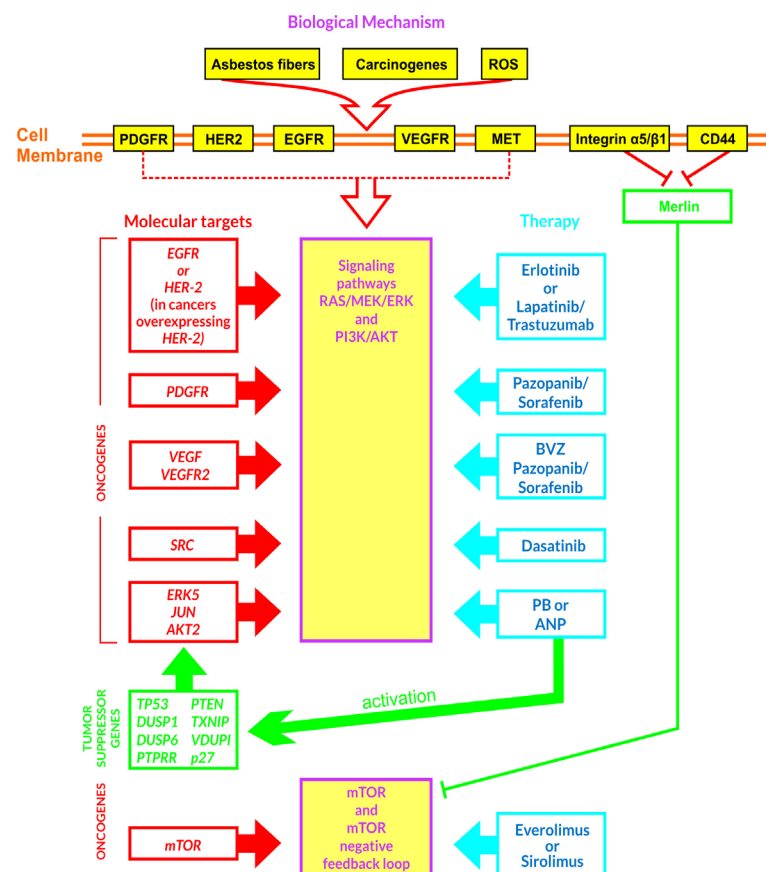 Biological Mechanism
Asbestos fibers
Carcinogenes
ROS
Cell
Membrane
PDGFR
HER2
EGFR
VEGFR
MET
Integrin α5/β1
CD44
Merlin
Molecular targets
Therapy
EGFR
or
HER-2
(in cancers
overexpressing
HER-2)
Signaling
pathways
RAS/MEK/ERK
and
PI3K/AKT
Erlotinib
or
Lapatinib/
Trastuzumab
PDGFR
Pazopanib/
Sorafenib
ONCOGENES
VEGF
VEGFR2
BVZ
Pazopanib/
Sorafenib
SRC
Dasatinib
ERK5
JUN
AKT2
PB or
ANP
activation
TUMOR
SUPPRESSOR
GENES
TP53 PTEN
DUSP1 TXNIP
DUSP6 VDUPI
PTPRR p27
ONCOGENES
mTOR
mTOR
and
mTOR
negative
feedback loop
Everolimus
or
Sirolimus